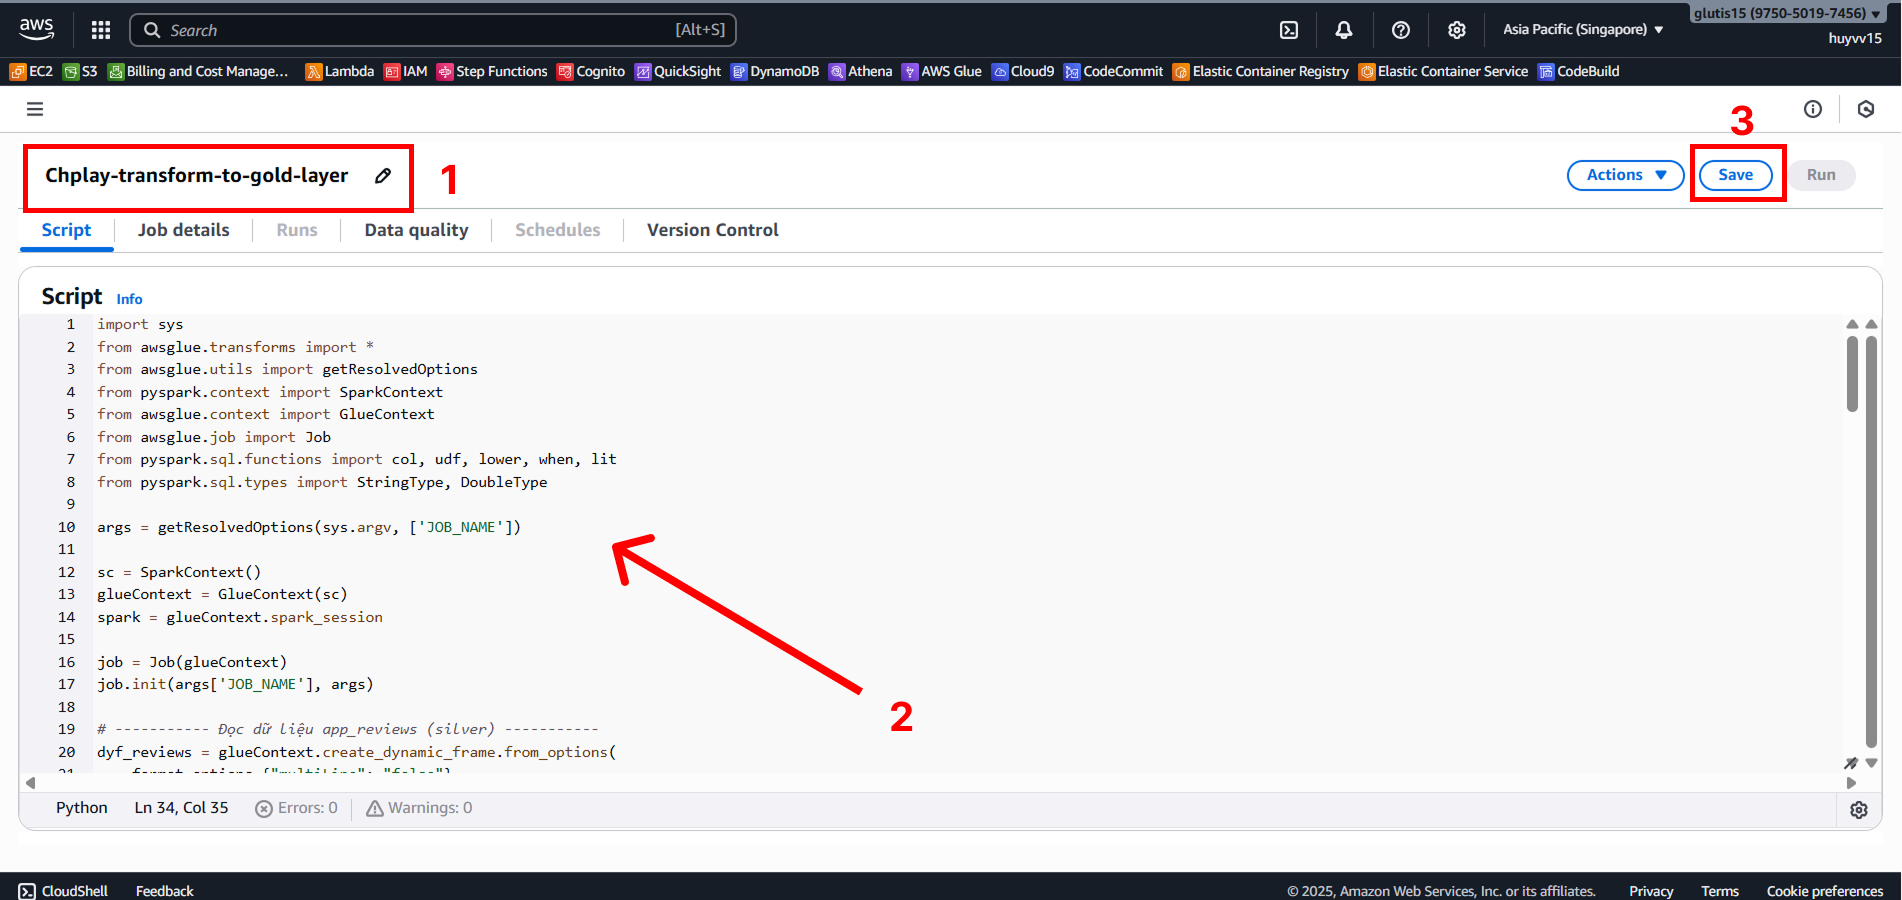 aws
Search
[Alt+S]
Asia Pacific (Singapore)
glutis15 (9750-5019-7456)
huyvv15
EC2
S3
Billing and Cost Manage...
Lambda
IAM
Step Functions
Cognito
QuickSight
DynamoDB
Athena
AWS Glue
Cloud9
CodeCommit
Elastic Container Registry
Elastic Container Service
CodeBuild
Chplay-transform-to-gold-layer
1
3
Actions
Save
Run
Script
Job details
Runs
Data quality
Schedules
Version Control
Script Info
1 import sys
2 from awsglue.transforms import *
3 from awsglue.utils import getResolvedOptions
4 from pyspark.context import SparkContext
5 from awsglue.context import GlueContext
6 from awsglue.job import Job
7 from pyspark.sql.functions import col, udf, lower, when, lit
8 from pyspark.sql.types import StringType, DoubleType
9
10 args = getResolvedOptions(sys.argv, ['JOB_NAME'])
11
12 sc = SparkContext()
13 glueContext = GlueContext(sc)
14 spark = glueContext.spark_session
15
16 job = Job(glueContext)
17 job.init(args['JOB_NAME'], args)
18
19 # ----------- Đọc dữ liệu app_reviews (silver) -----------
20 dyf_reviews = glueContext.create_dynamic_frame.from_options(
21 format_options={"multiLine": "false"}
2
Python
Ln 34, Col 35
Errors: 0
Warnings: 0
CloudShell
Feedback
© 2025, Amazon Web Services, Inc. or its affiliates.
Privacy
Terms
Cookie preferences